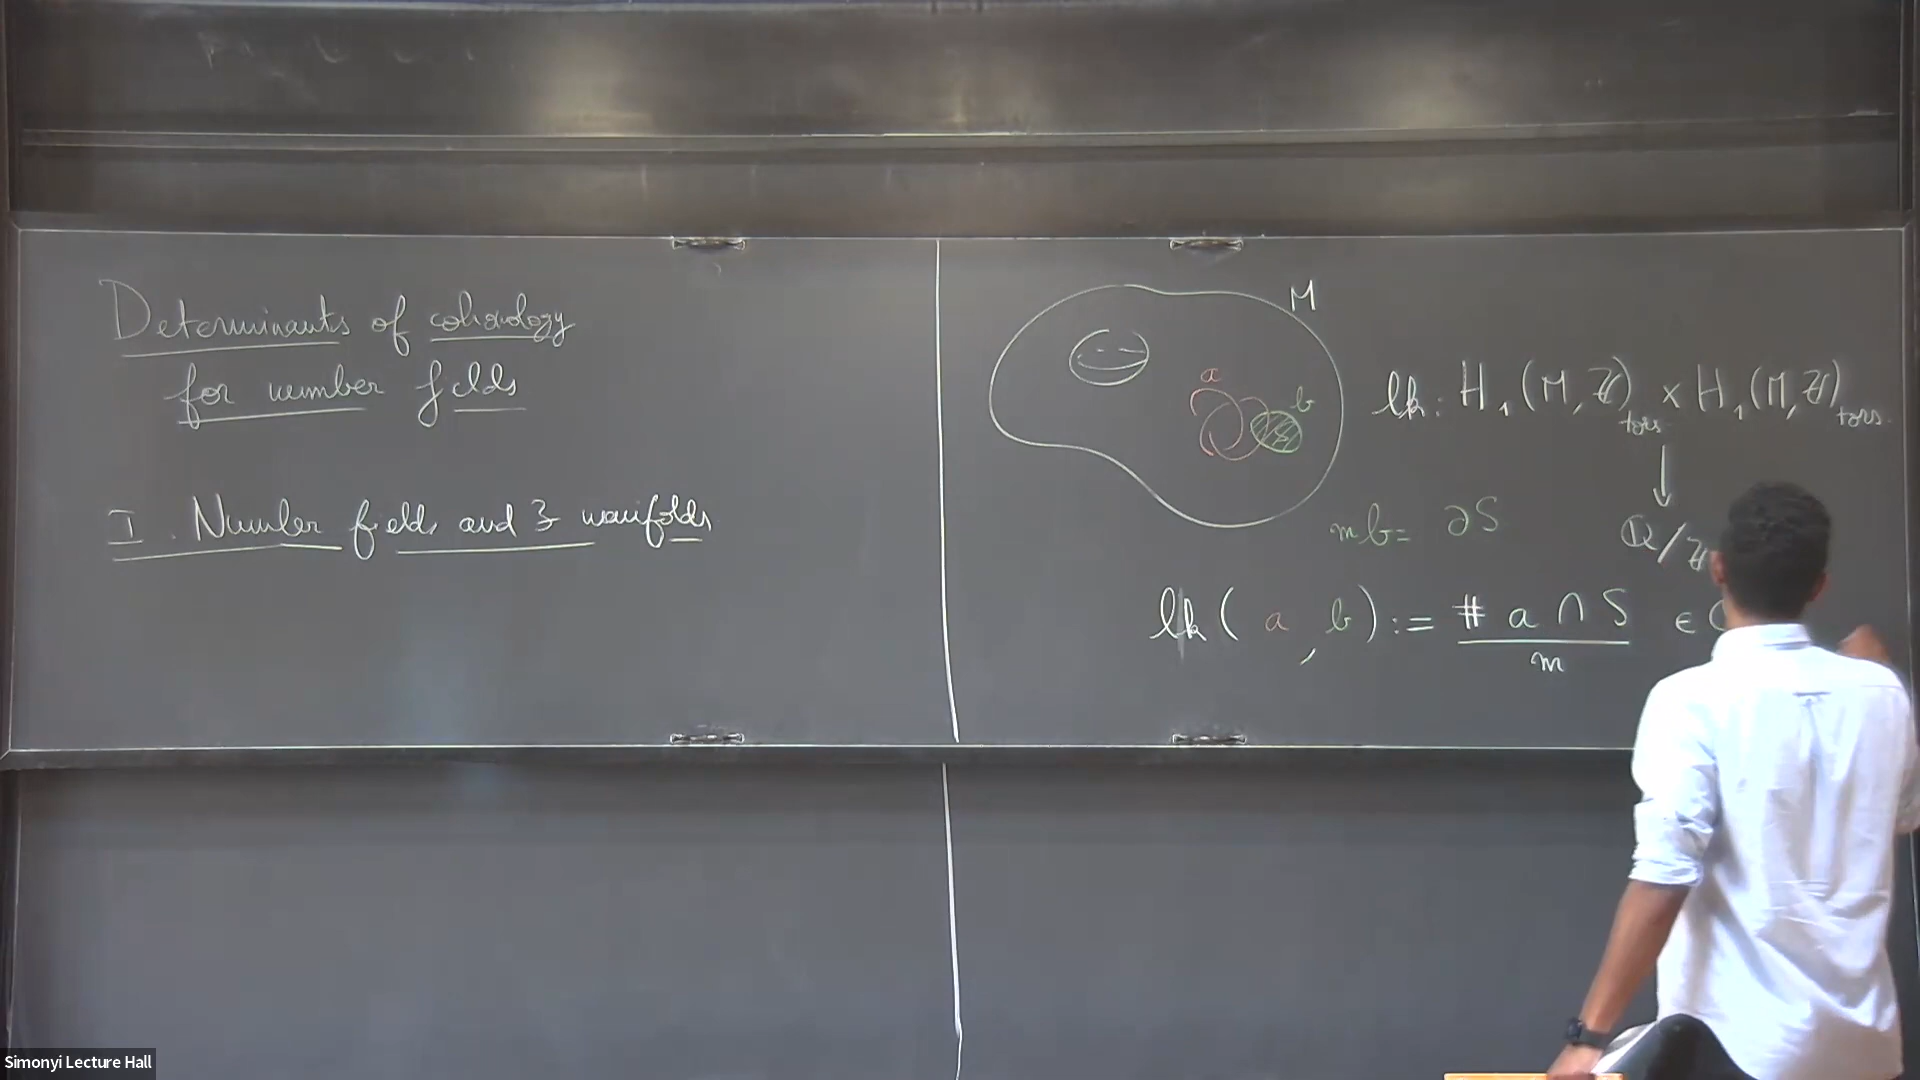 Determinants of cohomology
for number fields
I. Number fields and 3 manifolds
M
a
b
S
lk: H₁(M,ℤ)tors × H₁(M,ℤ)tors.
↓
mb = ∂S
ℚ/ℤ
lk(a, b) := # a ∩ S / m ∈
Simonyi Lecture Hall